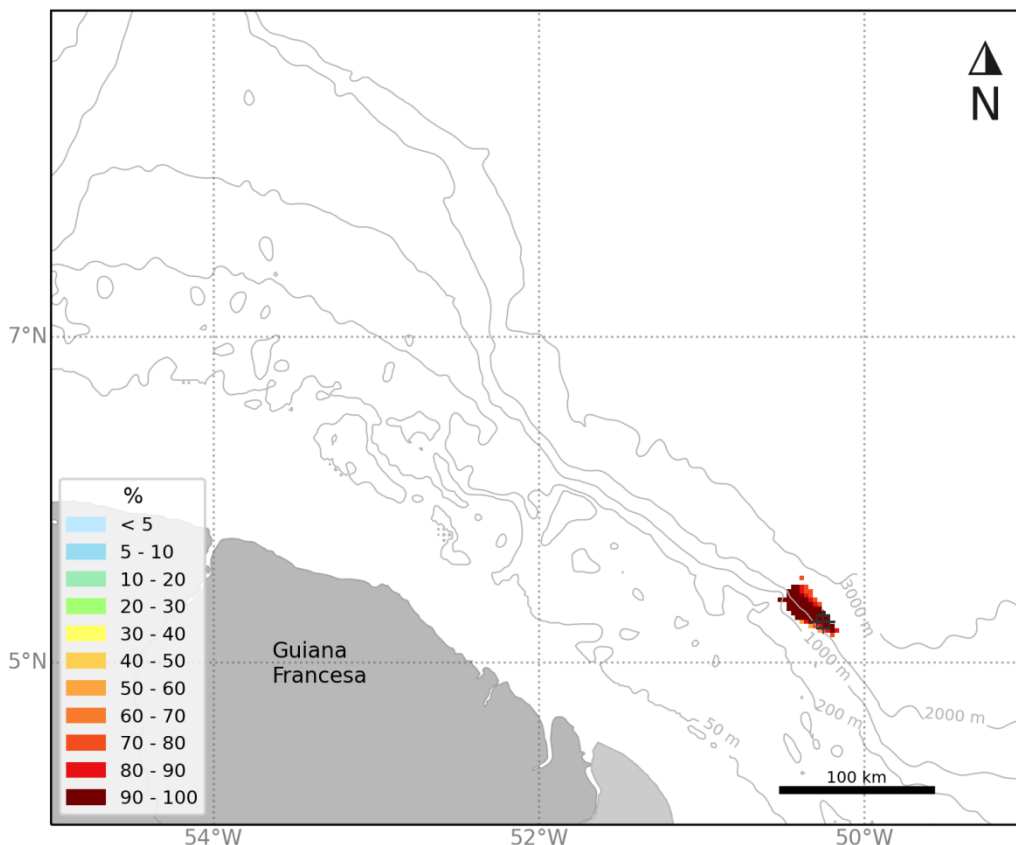 N
7°N
5°N
%
< 5
5 - 10
10 - 20
20 - 30
30 - 40
40 - 50
50 - 60
60 - 70
70 - 80
80 - 90
90 - 100
Guiana
Francesa
3000 m
1000 m
2000 m
200 m
50 m
100 km
54°W
52°W
50°W